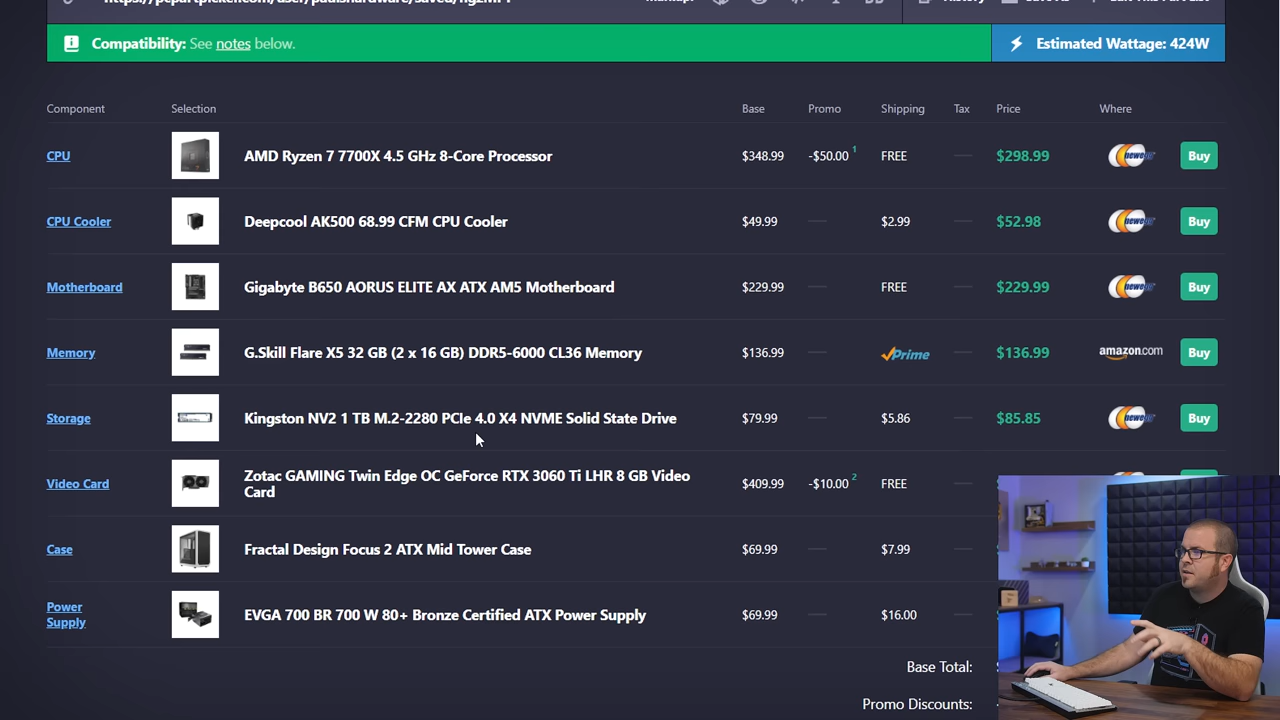 Compatibility: See notes below.
Estimated Wattage: 424W
Component Selection Base Promo Shipping Tax Price Where
CPU AMD Ryzen 7 7700X 4.5 GHz 8-Core Processor $348.99 -$50.00 1 FREE — $298.99 newegg Buy
CPU Cooler Deepcool AK500 68.99 CFM CPU Cooler $49.99 — $2.99 — $52.98 newegg Buy
Motherboard Gigabyte B650 AORUS ELITE AX ATX AM5 Motherboard $229.99 — FREE — $229.99 newegg Buy
Memory G.Skill Flare X5 32 GB (2 x 16 GB) DDR5-6000 CL36 Memory $136.99 — Prime — $136.99 amazon.com Buy
Storage Kingston NV2 1 TB M.2-2280 PCIe 4.0 X4 NVME Solid State Drive $79.99 — $5.86 — $85.85 newegg Buy
Video Card Zotac GAMING Twin Edge OC GeForce RTX 3060 Ti LHR 8 GB Video $409.99 -$10.00 2 FREE
Card
Case Fractal Design Focus 2 ATX Mid Tower Case $69.99 — $7.99 —
Power
Supply EVGA 700 BR 700 W 80+ Bronze Certified ATX Power Supply $69.99 — $16.00 —
Base Total:
Promo Discounts: